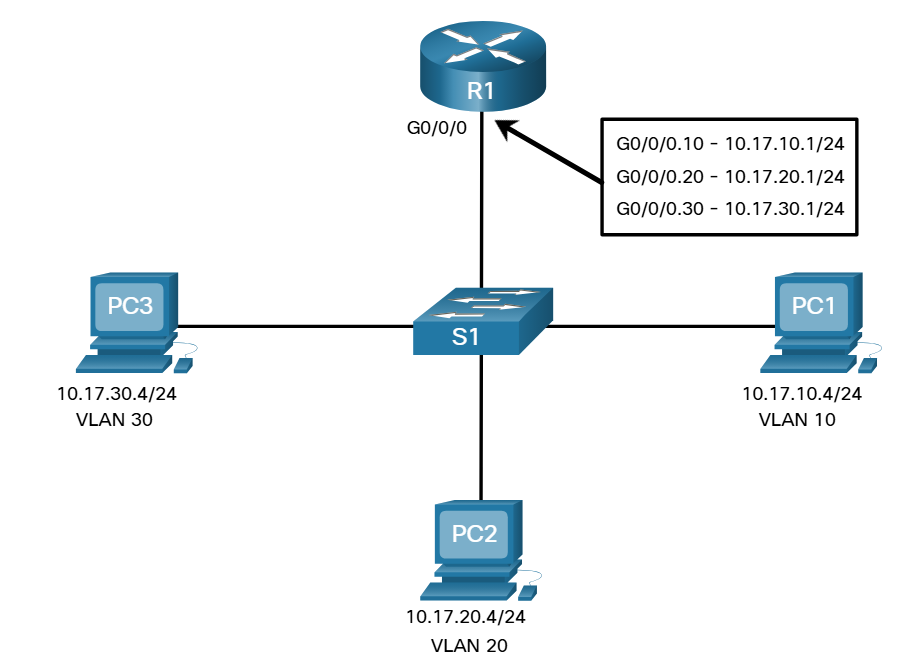 R1
G0/0/0
G0/0/0.10 - 10.17.10.1/24
G0/0/0.20 - 10.17.20.1/24
G0/0/0.30 - 10.17.30.1/24
PC3
S1
PC1
10.17.30.4/24
VLAN 30
10.17.10.4/24
VLAN 10
PC2
10.17.20.4/24
VLAN 20